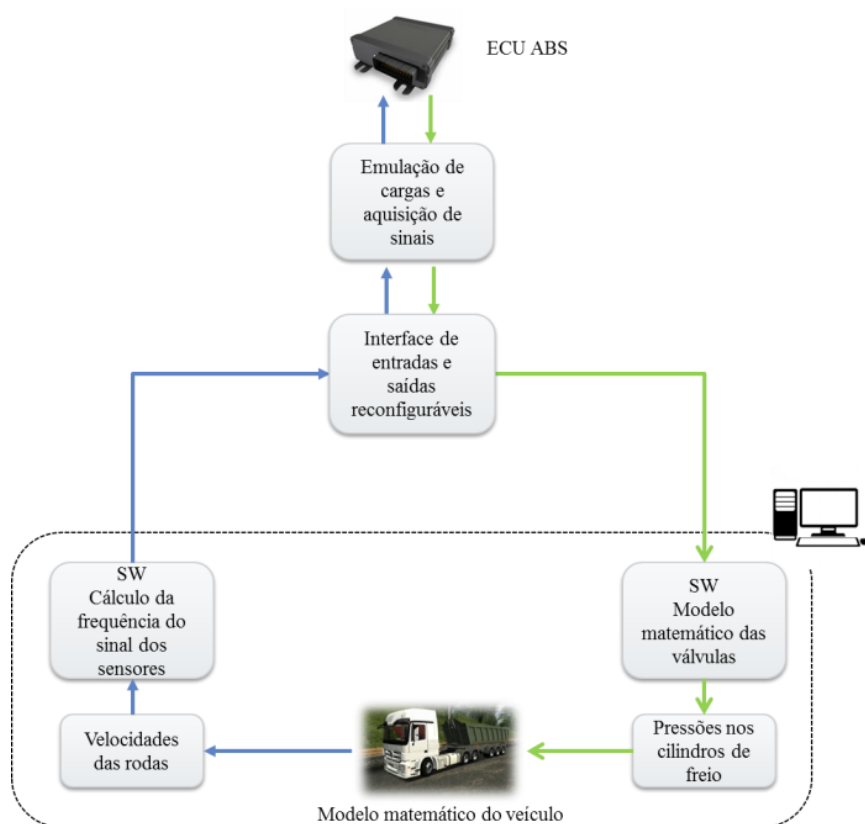 ECU ABS
Emulação de
cargas e
aquisição de
sinais
Interface de
entradas e
saídas
reconfiguráveis
SW
Cálculo da
frequência do
sinal dos
sensores
SW
Modelo
matemático das
válvulas
Velocidades
das rodas
Pressões nos
cilindros de
freio
Modelo matemático do veículo